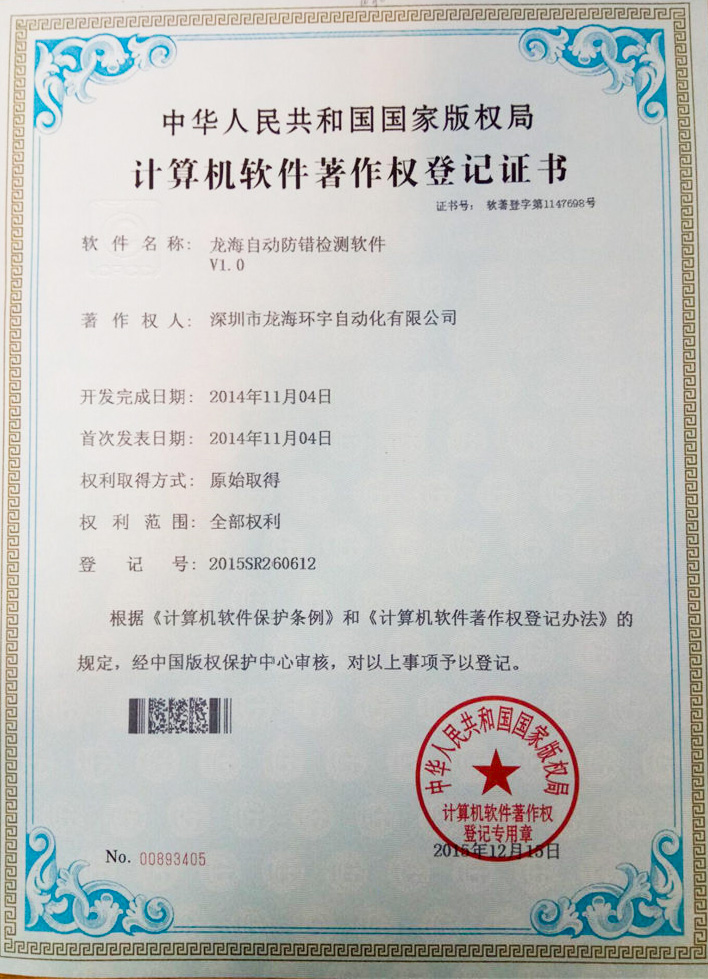 中华人民共和国国家版权局
计算机软件著作权登记证书
证书号： 软著登字第1147698号
软件名称： 龙海自动防错检测软件
V1.0
著作权人： 深圳市龙海环宇自动化有限公司
开发完成日期： 2014年11月04日
首次发表日期： 2014年11月04日
权利取得方式： 原始取得
权利范围： 全部权利
登记号： 2015SR260612
根据《计算机软件保护条例》和《计算机软件著作权登记办法》的
规定，经中国版权保护中心审核，对以上事项予以登记。
中华人民共和国国家版权局
计算机软件著作权
登记专用章
No. 00893405
2015年12月15日